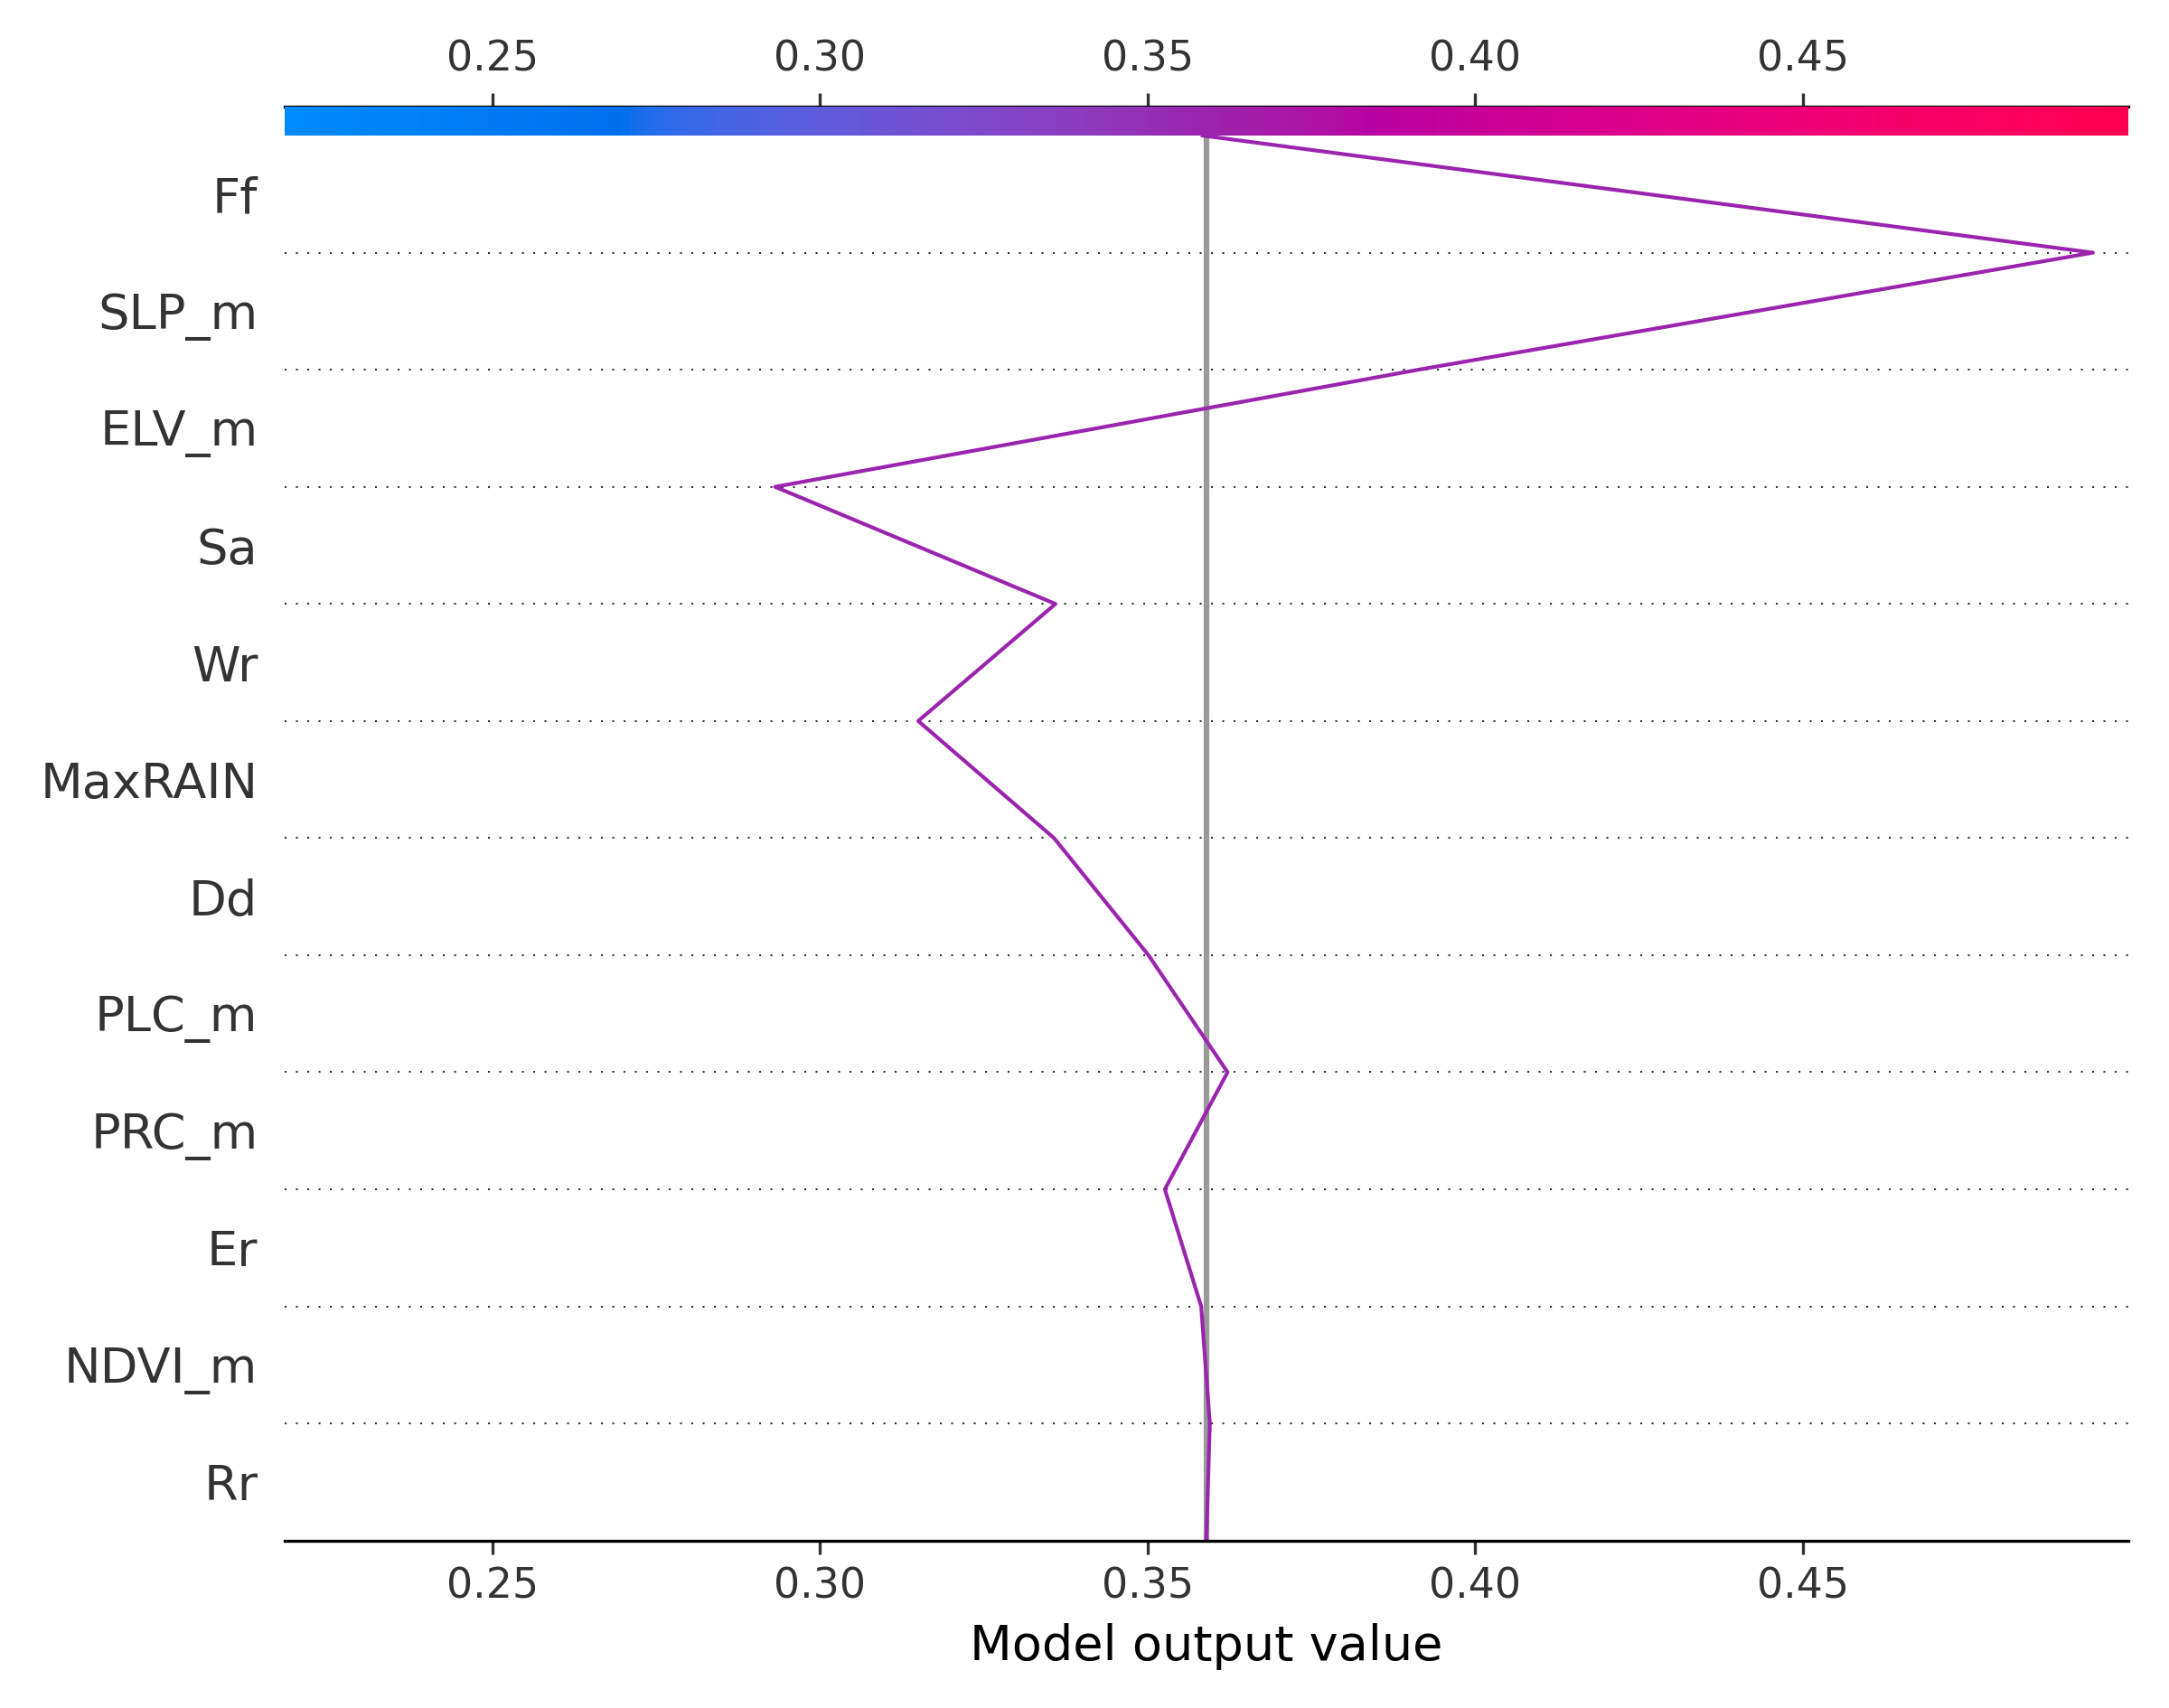 0.25 0.30 0.35 0.40 0.45
Ff
SLP_m
ELV_m
Sa
Wr
MaxRAIN
Dd
PLC_m
PRC_m
Er
NDVI_m
Rr
0.25 0.30 0.35 0.40 0.45
Model output value